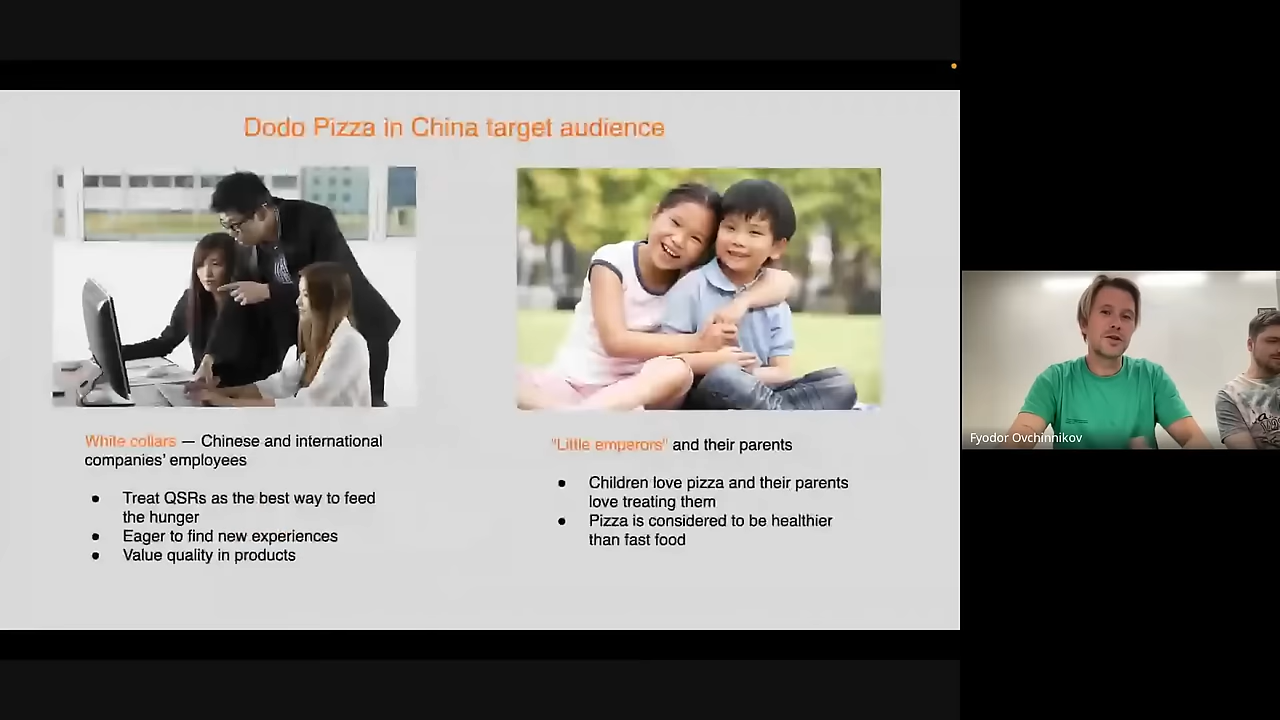 Dodo Pizza in China target audience
White collars — Chinese and international
companies' employees
● Treat QSRs as the best way to feed
the hunger
● Eager to find new experiences
● Value quality in products
"Little emperors" and their parents
● Children love pizza and their parents
love treating them
● Pizza is considered to be healthier
than fast food
Fyodor Ovchinnikov